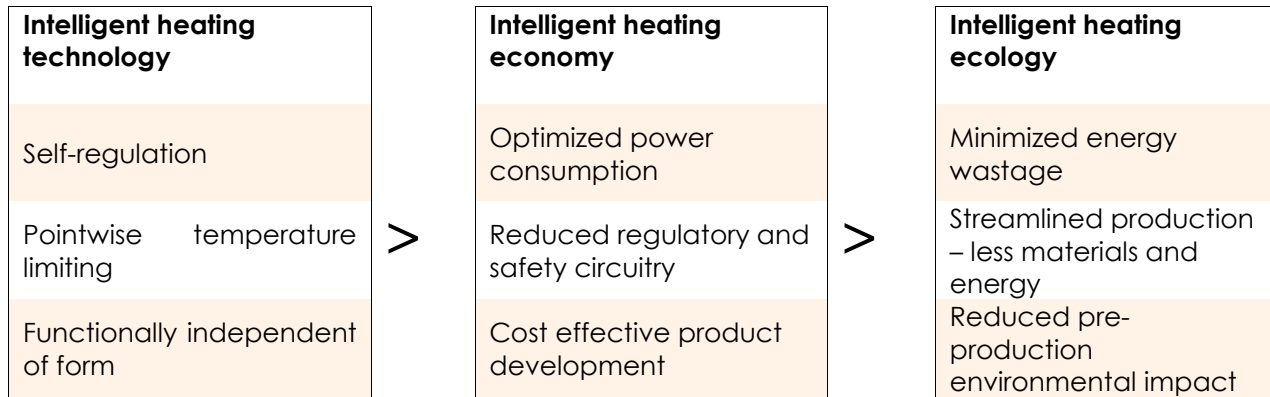 Intelligent heating
technology
Self-regulation
Pointwise temperature
limiting
Functionally independent
of form
>
Intelligent heating
economy
Optimized power
consumption
Reduced regulatory and
safety circuitry
Cost effective product
development
>
Intelligent heating
ecology
Minimized energy
wastage
Streamlined production
– less materials and
energy
Reduced pre-
production
environmental impact